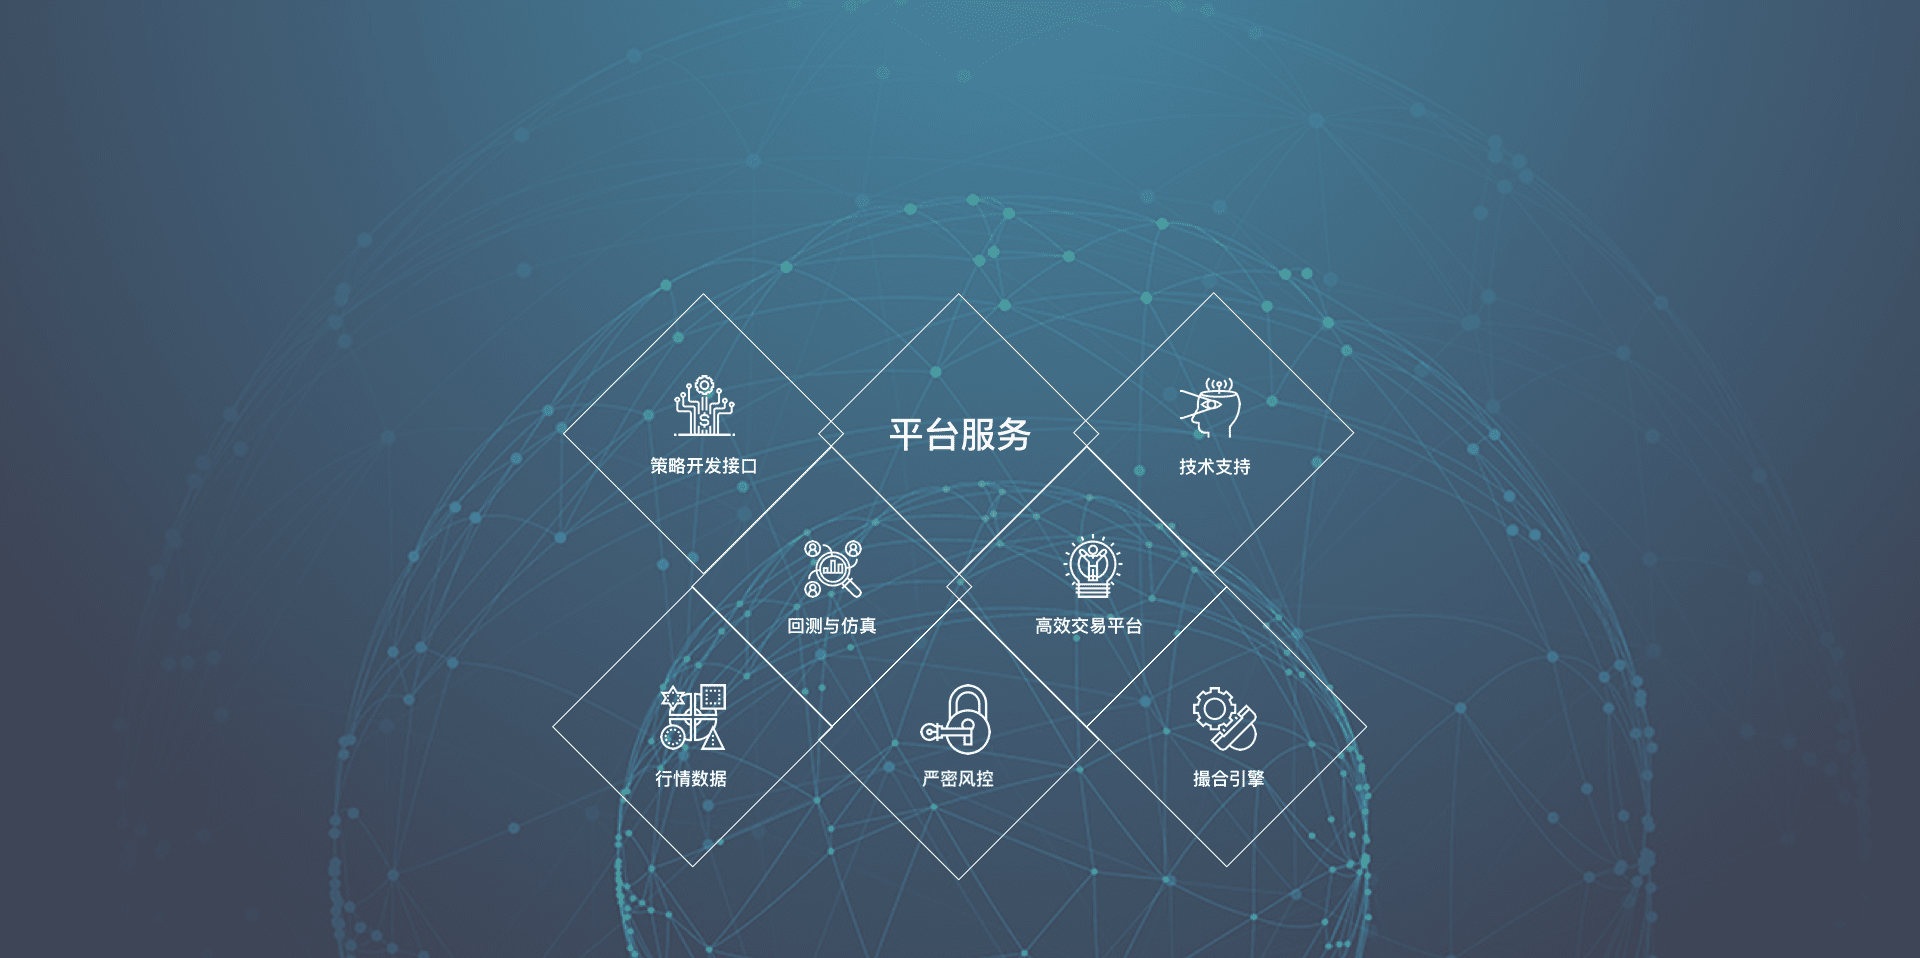 平台服务
策略开发接口
技术支持
回测与仿真
高效交易平台
行情数据
严密风控
撮合引擎